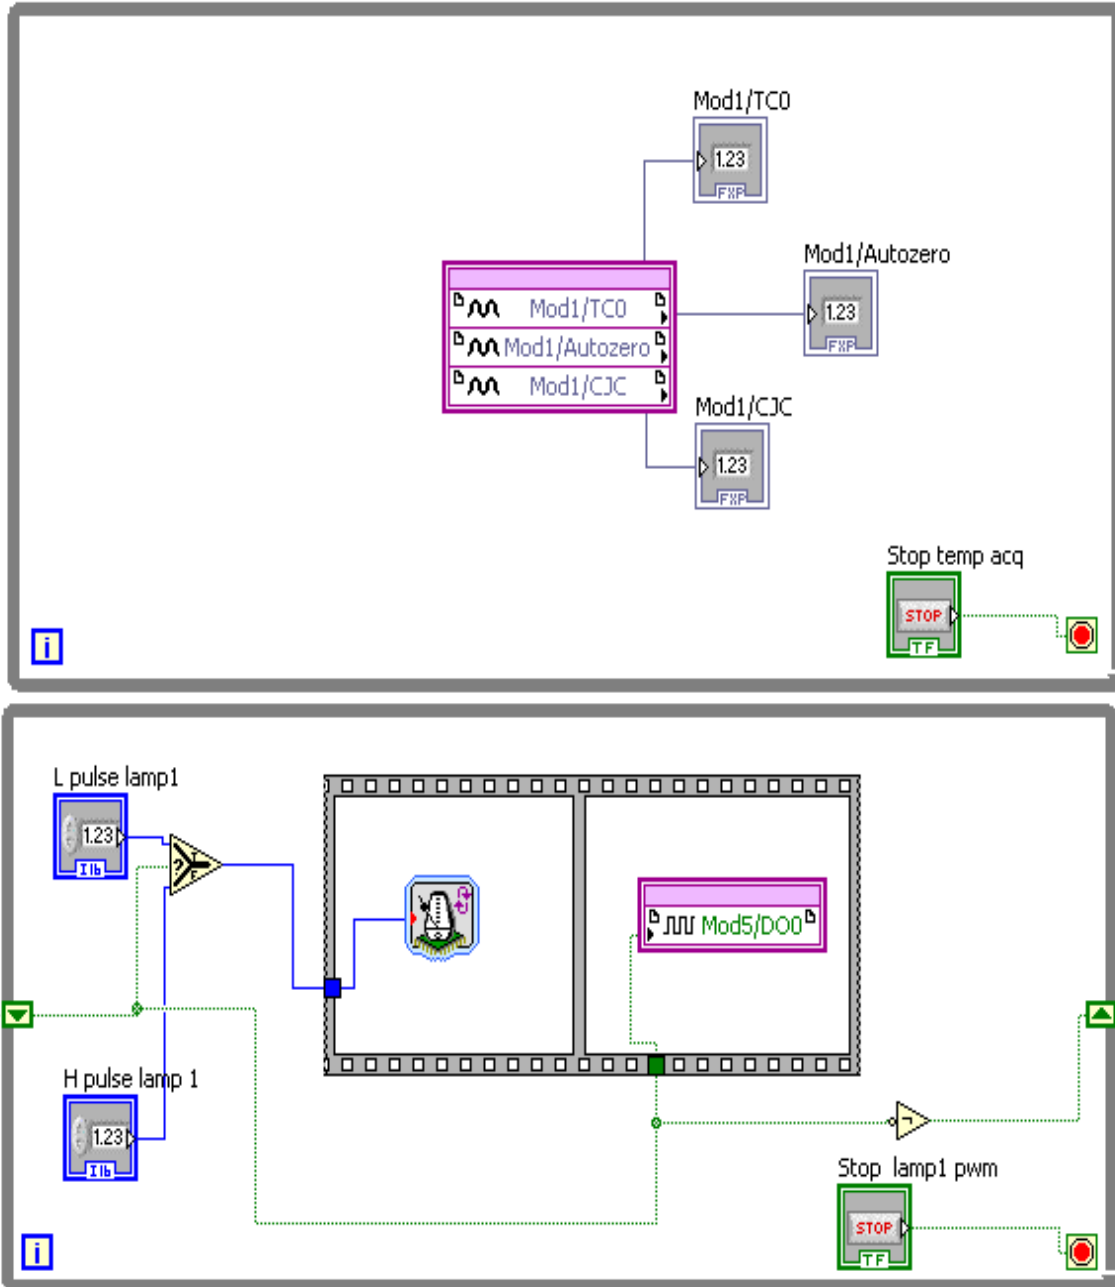 Mod1/TC0
1.23
FXP
Mod1/Autozero
1.23
FXP
Mod1/TC0
Mod1/Autozero
Mod1/CJC
Mod1/CJC
1.23
FXP
Stop temp acq
STOP
TF
i
L pulse lamp1
1.23
I16
?
T
F
Mod5/DO0
H pulse lamp 1
1.23
I16
Stop lamp1 pwm
STOP
TF
i